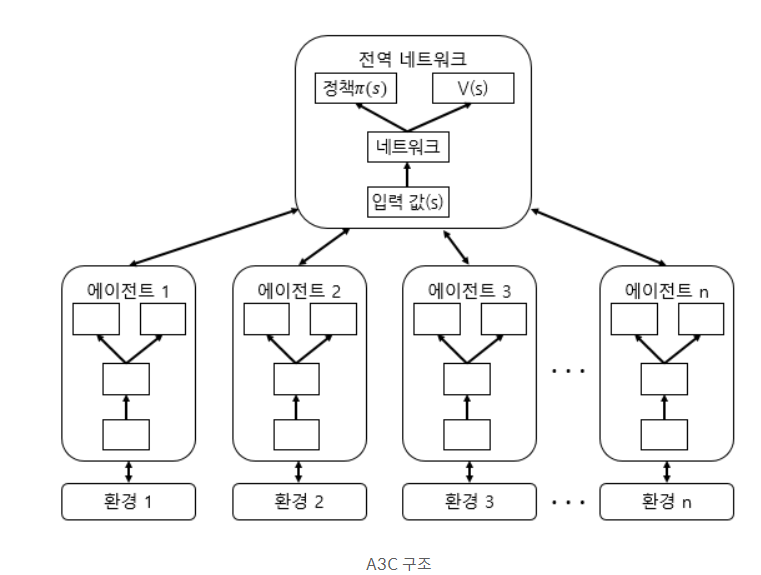 전역 네트워크
정책π(s) V(s)
네트워크
입력 값(s)
에이전트 1 에이전트 2 에이전트 3 에이전트 n
· · ·
환경 1 환경 2 환경 3 · · · 환경 n
A3C 구조